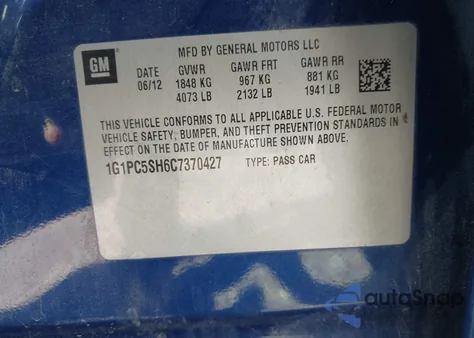 GM
MFD BY GENERAL MOTORS LLC
DATE GVWR GAWR FRT GAWR RR
06/12 1848 KG 967 KG 881 KG
4073 LB 2132 LB 1941 LB
THIS VEHICLE CONFORMS TO ALL APPLICABLE U.S. FEDERAL MOTOR
VEHICLE SAFETY, BUMPER, AND THEFT PREVENTION STANDARDS IN
EFFECT ON THE DATE OF MANUFACTURE SHOWN ABOVE.
1G1PC5SH6C7370427 TYPE: PASS CAR
autoSnap